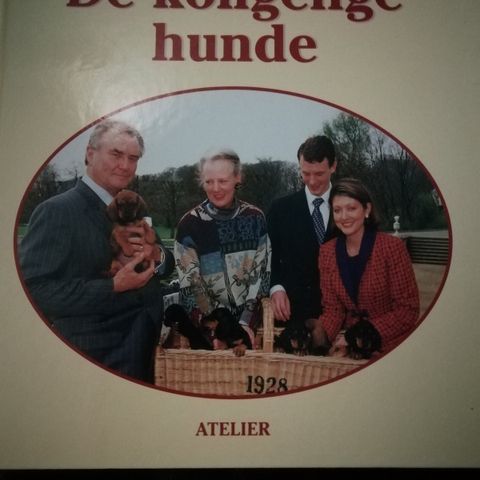 De kongelige
hunde
1928
ATELIER